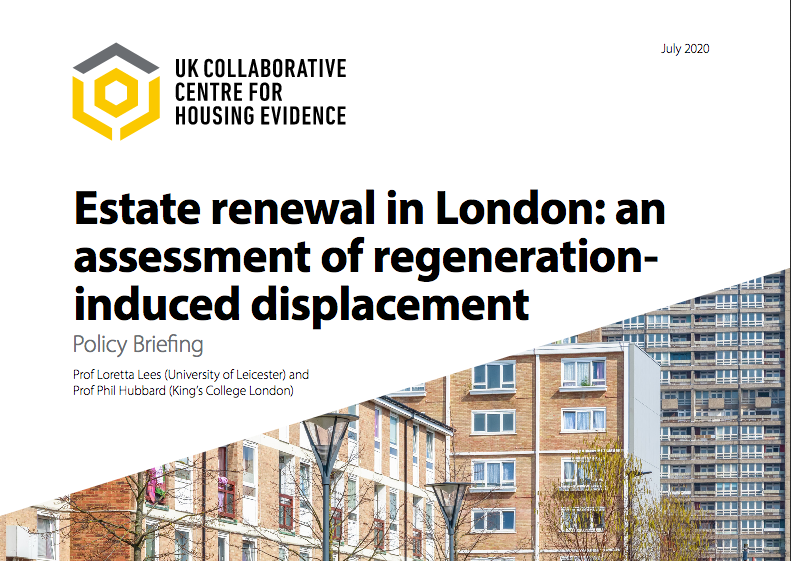 July 2020
UK COLLABORATIVE
CENTRE FOR
HOUSING EVIDENCE
Estate renewal in London: an
assessment of regeneration-
induced displacement
Policy Briefing
Prof Loretta Lees (University of Leicester) and
Prof Phil Hubbard (King's College London)